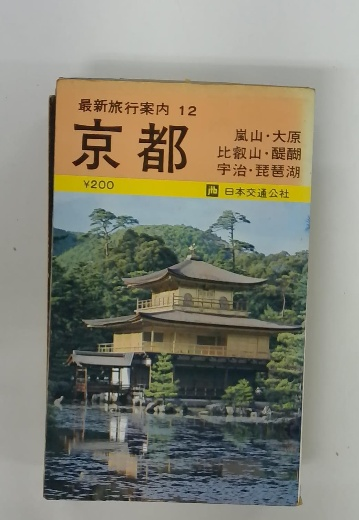 最新旅行案内 12
京都
嵐山・大原
比叡山・醍醐
宇治・琵琶湖
¥200
日本交通公社